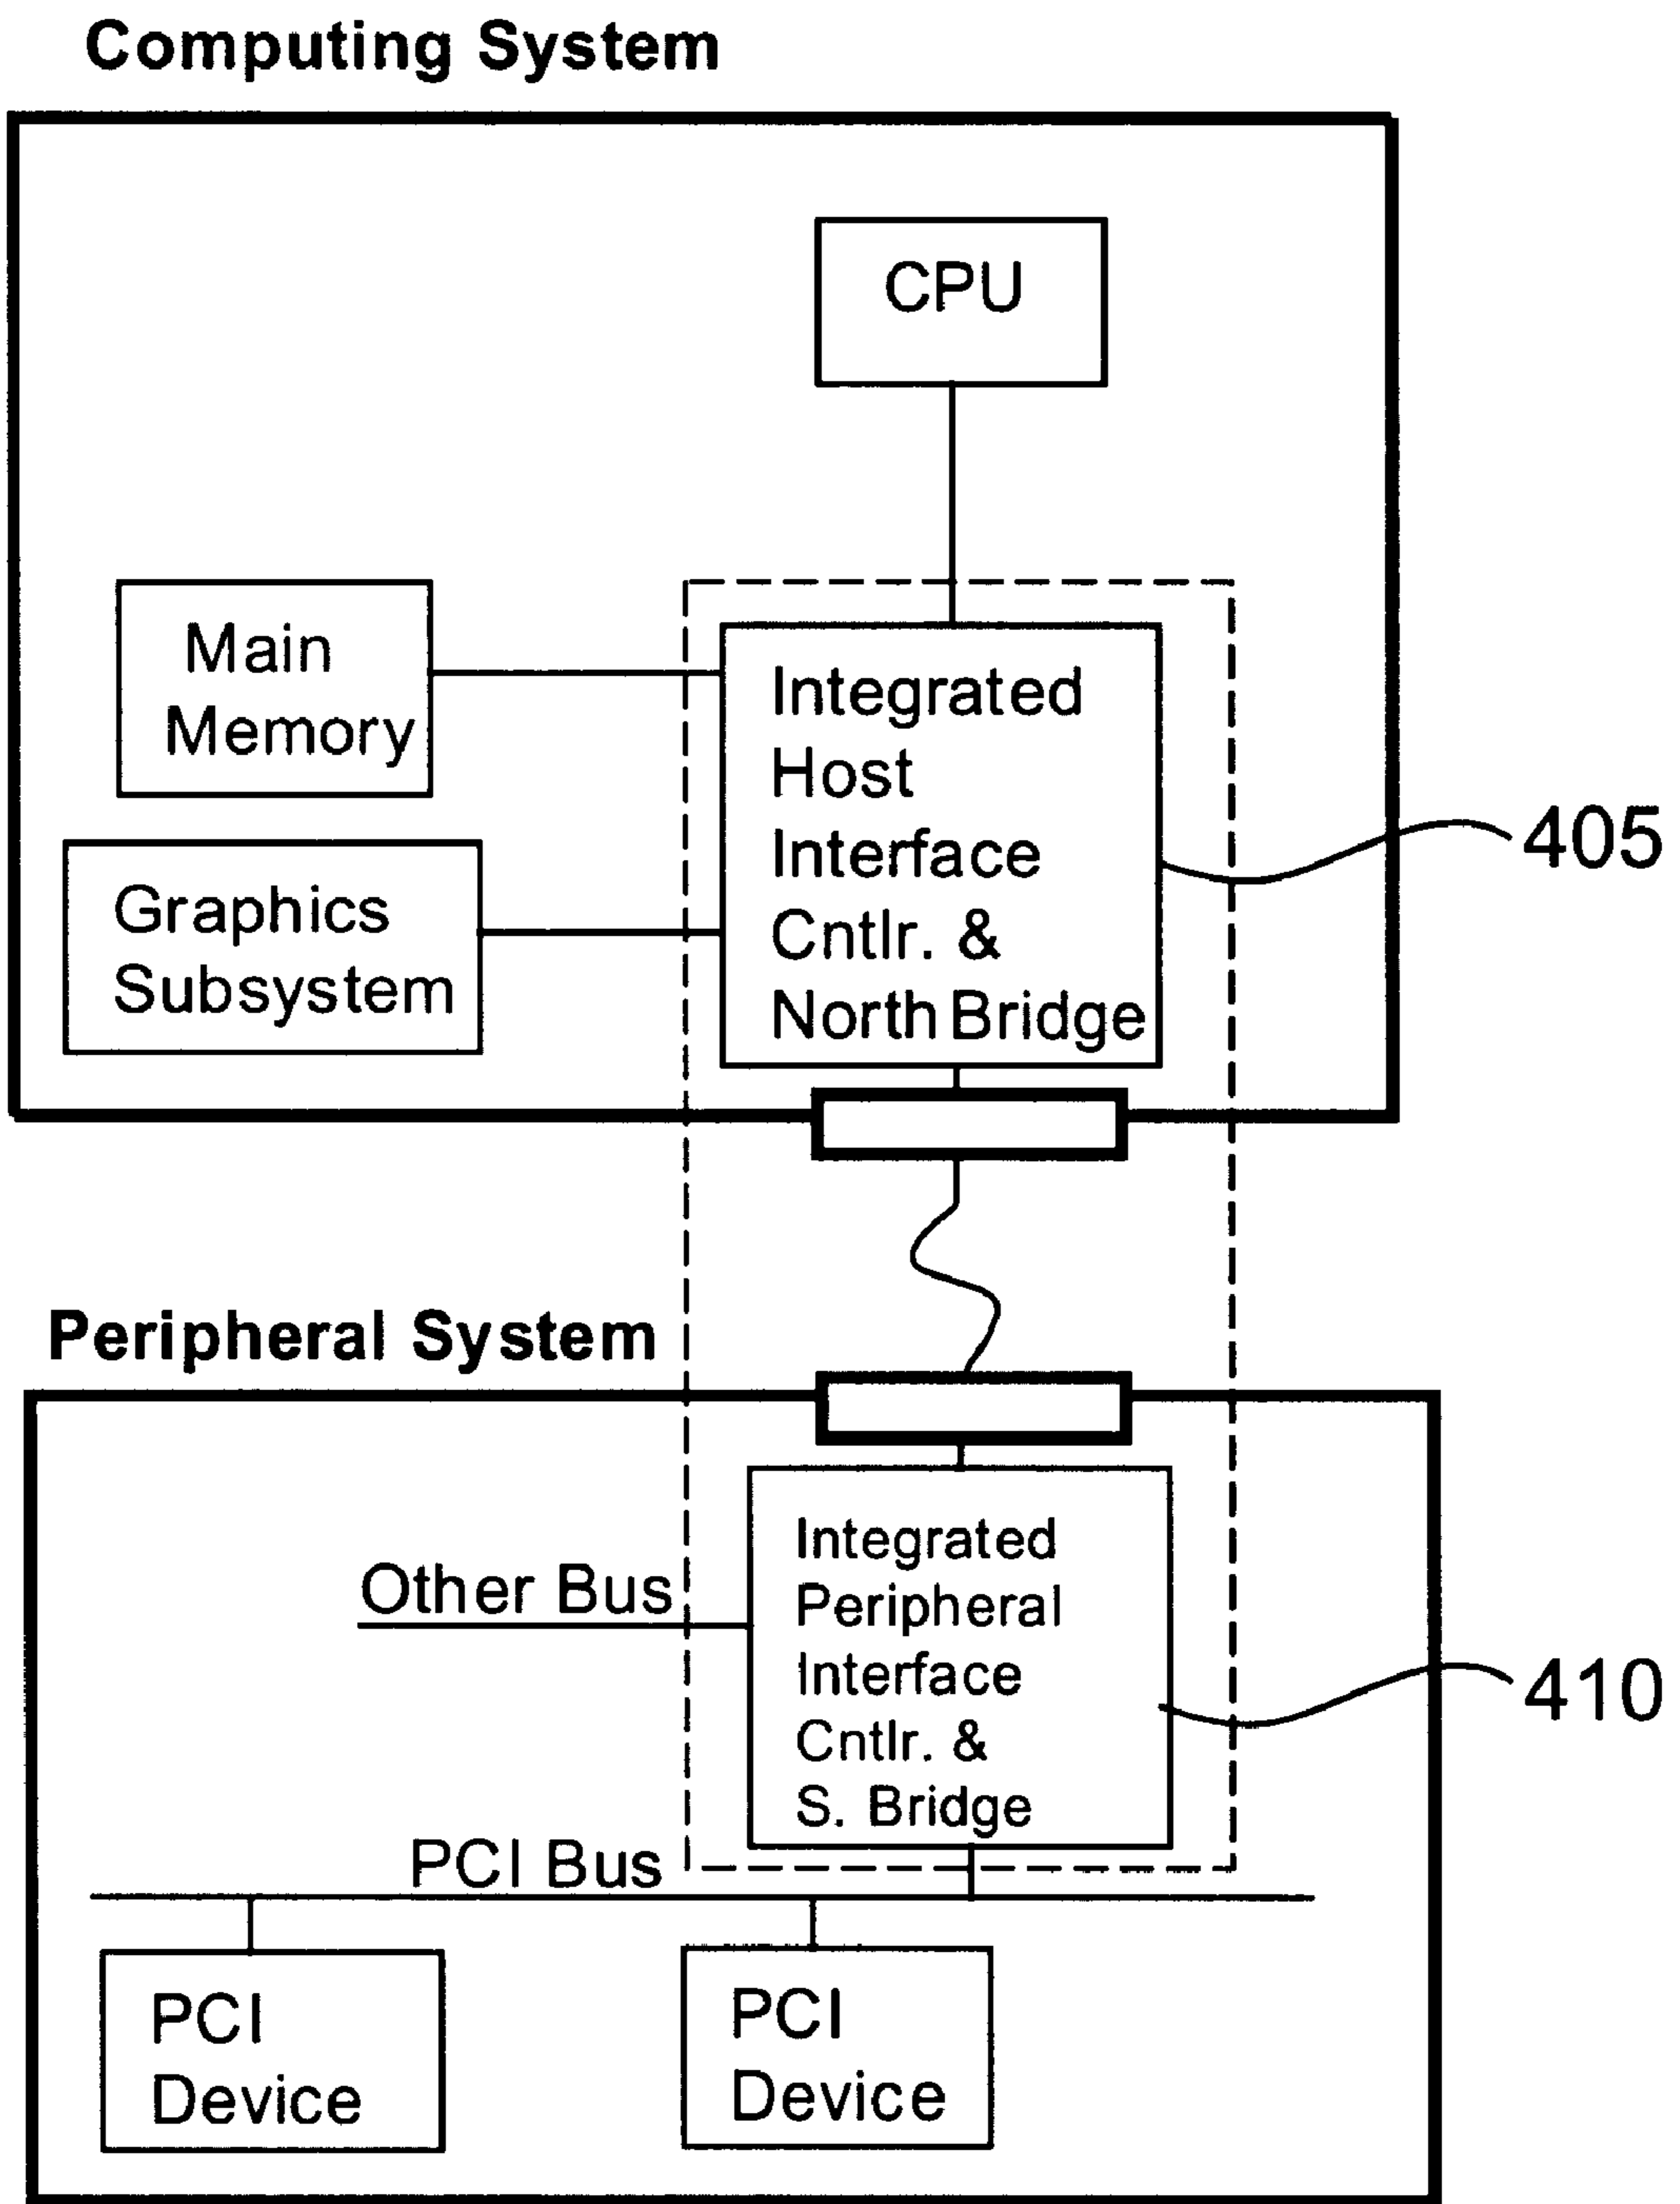 Computing System
CPU
Main
Memory
Integrated
Host
Interface
Cntlr. &
North Bridge
405
Graphics
Subsystem
Peripheral System
Other Bus
Integrated
Peripheral
Interface
Cntlr. &
S. Bridge
410
PCI Bus
PCI
Device
PCI
Device